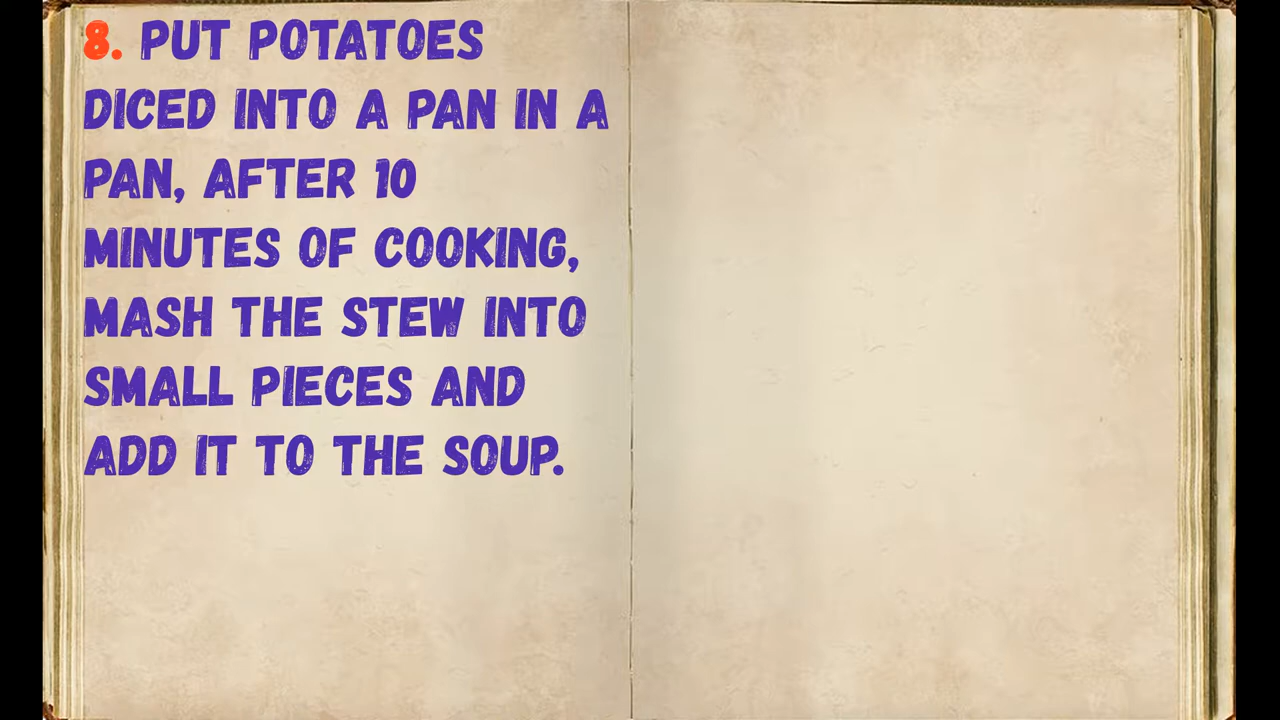 8. PUT POTATOES
DICED INTO A PAN IN A
PAN, AFTER 10
MINUTES OF COOKING,
MASH THE STEW INTO
SMALL PIECES AND
ADD IT TO THE SOUP.